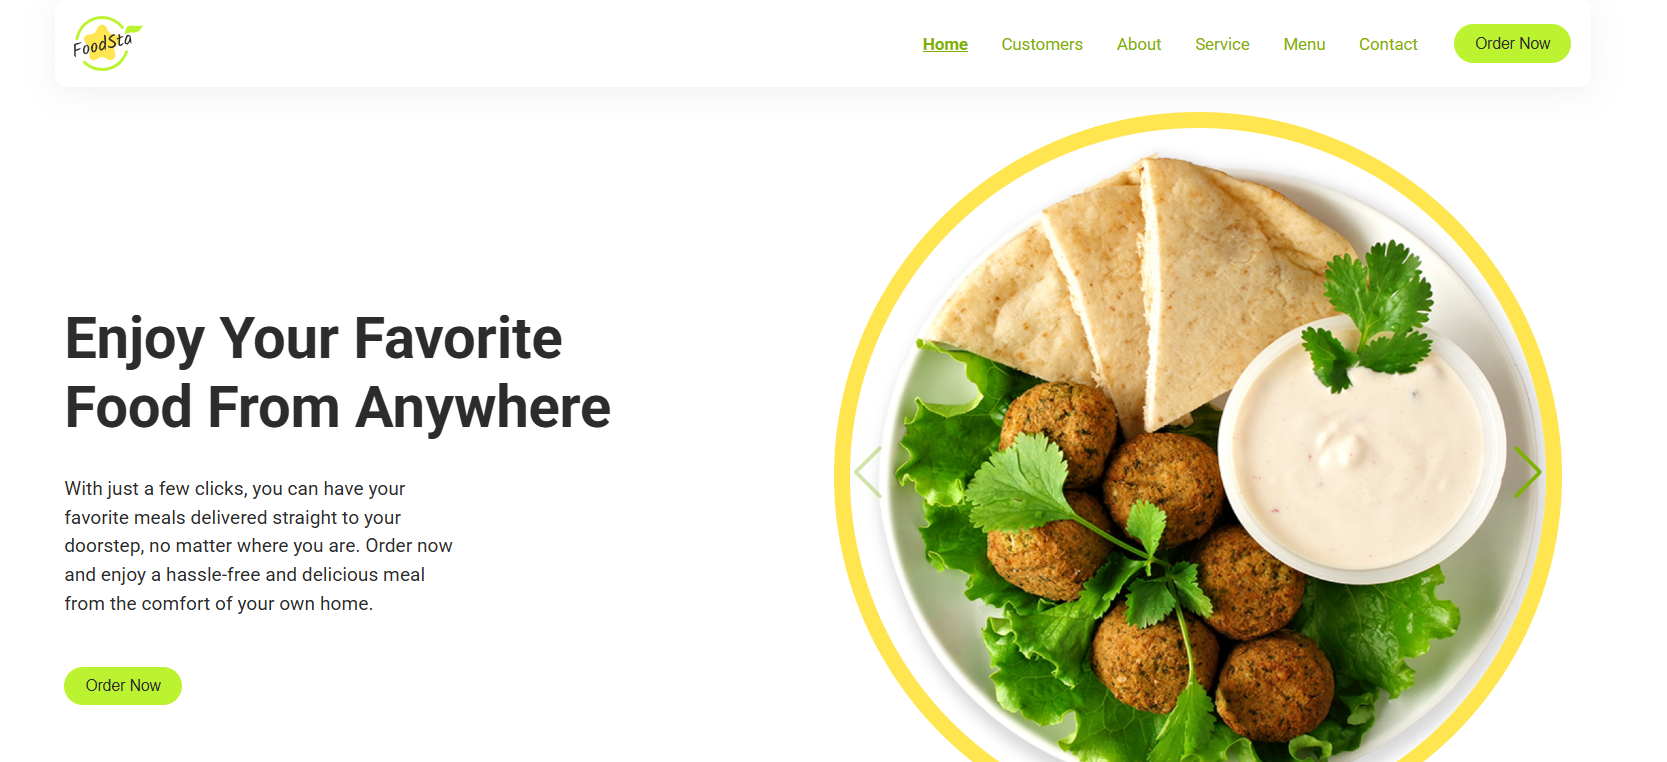 FoodSta
Home Customers About Service Menu Contact Order Now
Enjoy Your Favorite
Food From Anywhere
With just a few clicks, you can have your
favorite meals delivered straight to your
doorstep, no matter where you are. Order now
and enjoy a hassle-free and delicious meal
from the comfort of your own home.
Order Now